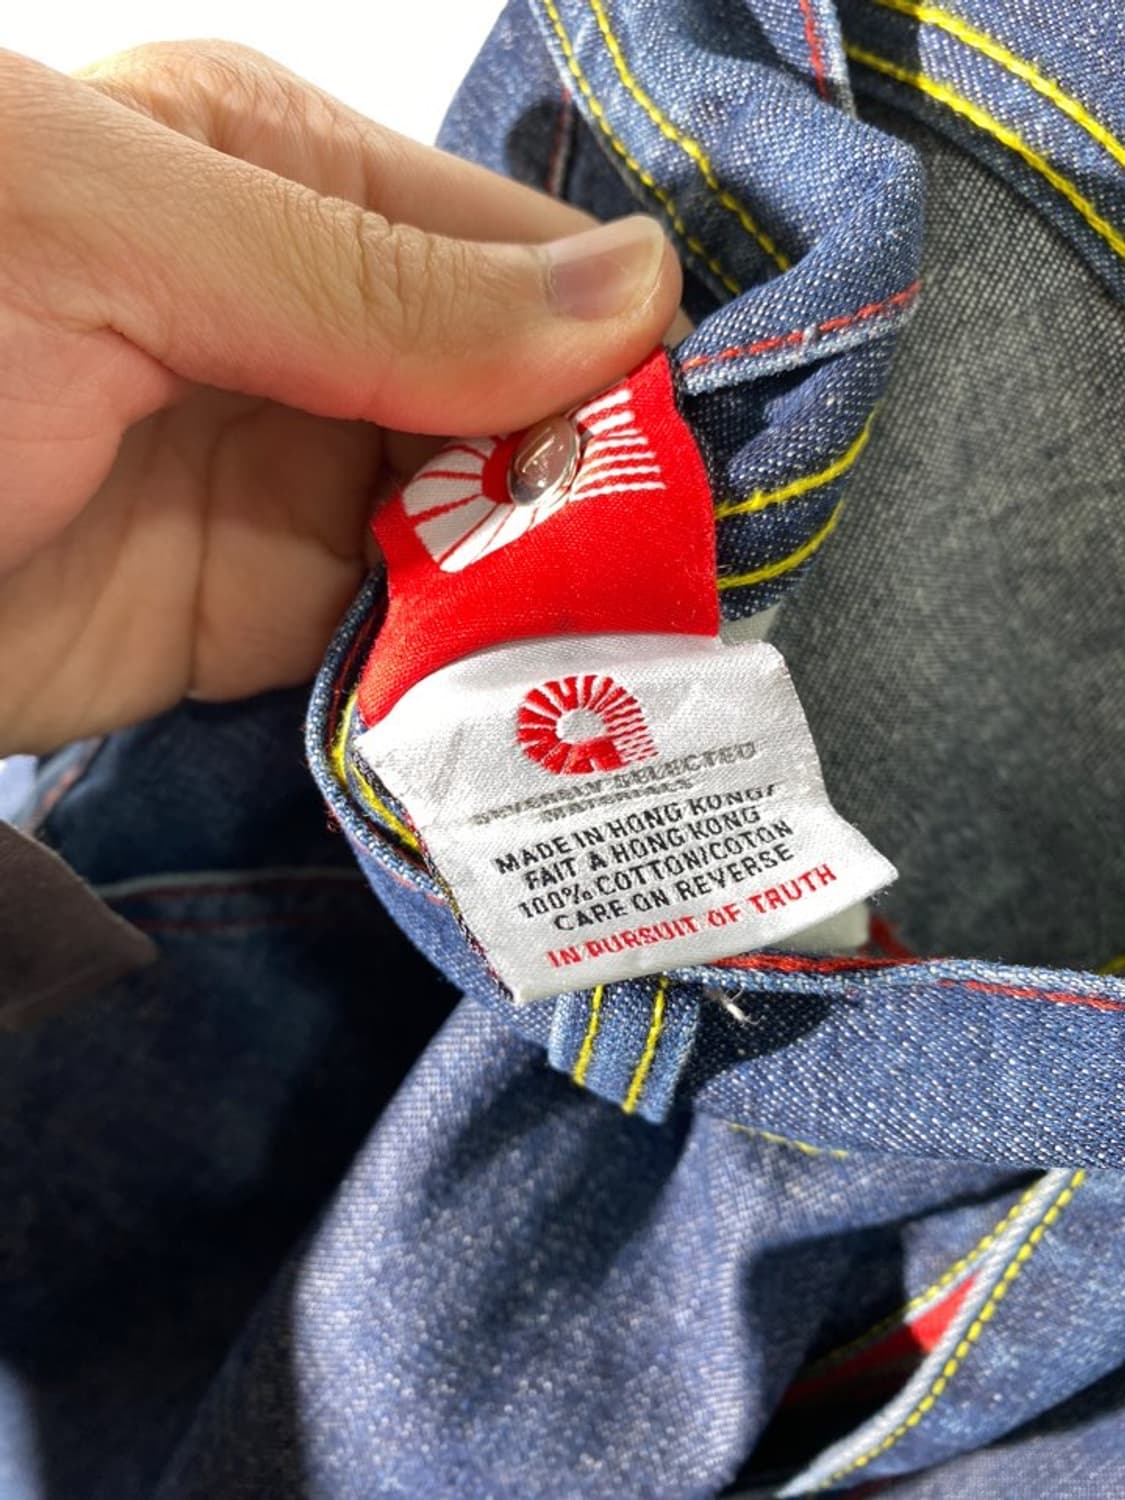 SELECTED
MATERIALS
MADE IN HONG KONG/
FAIT A HONG KONG
100% COTTON/COTON
CARE ON REVERSE
IN PURSUIT OF TRUTH